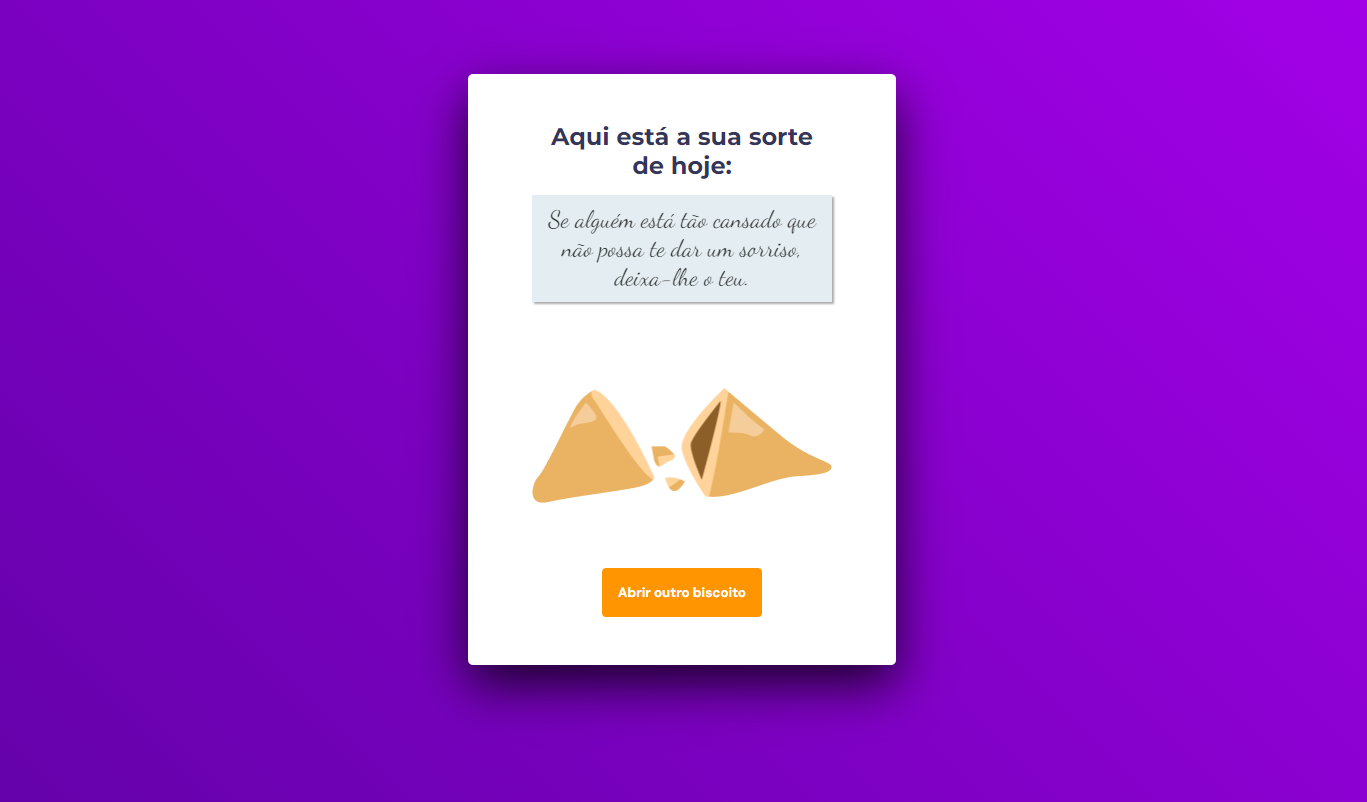 Aqui está a sua sorte
de hoje:
Se alguém está tão cansado que
não possa te dar um sorriso,
deixa-lhe o teu.
Abrir outro biscoito